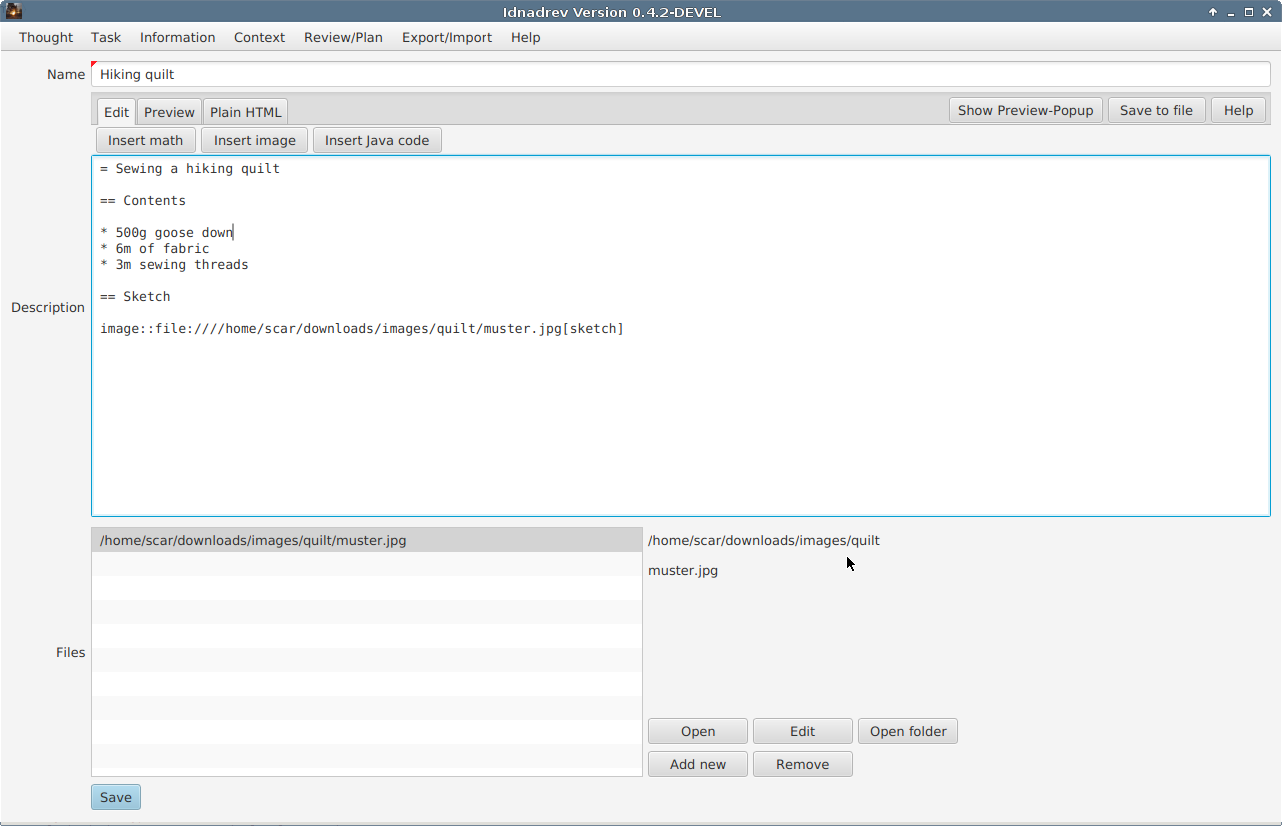 Idnadrev Version 0.4.2-DEVEL
Thought Task Information Context Review/Plan Export/Import Help
Name Hiking quilt
Edit Preview Plain HTML Show Preview-Popup Save to file Help
Insert math Insert image Insert Java code
= Sewing a hiking quilt
== Contents
* 500g goose down
* 6m of fabric
* 3m sewing threads
== Sketch
Description
image::file:////home/scar/downloads/images/quilt/muster.jpg[sketch]
/home/scar/downloads/images/quilt/muster.jpg /home/scar/downloads/images/quilt
muster.jpg
Files
Open Edit Open folder
Add new Remove
Save